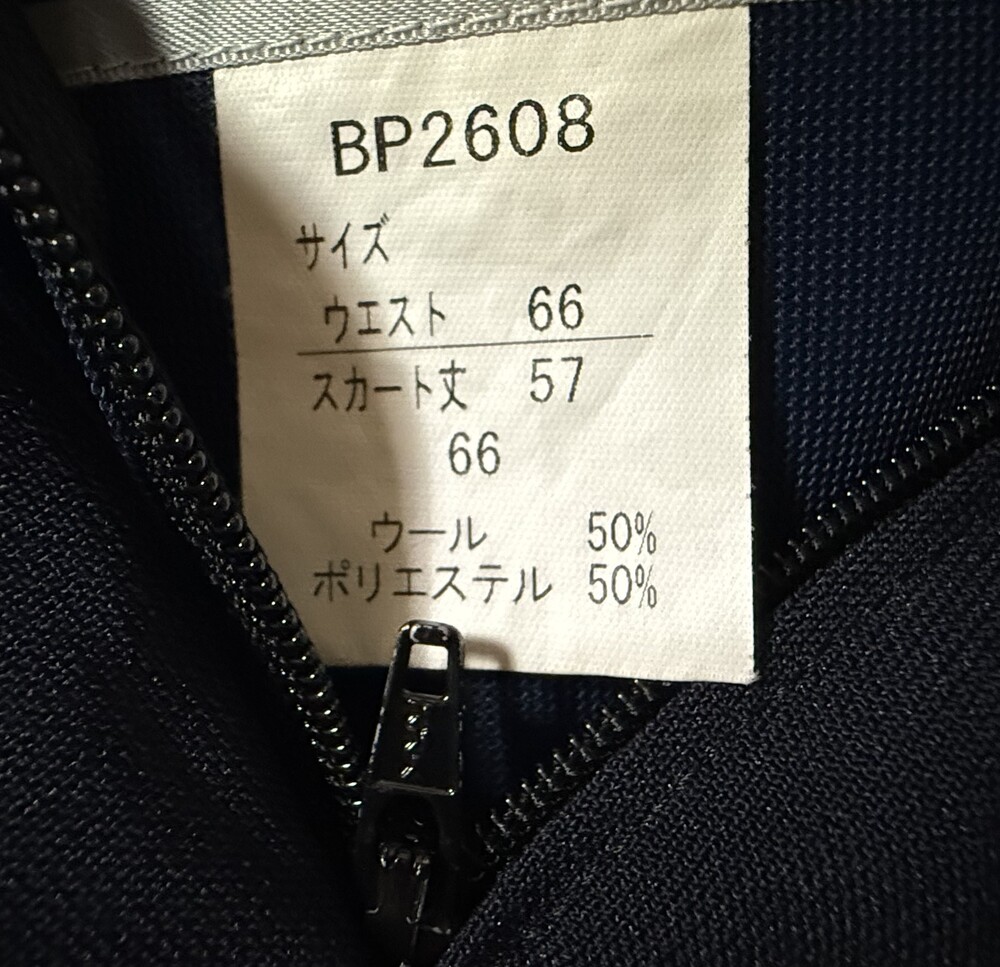 BP2608
サイズ
ウエスト 66
スカート丈 57
66
ウール 50%
ポリエステル 50%